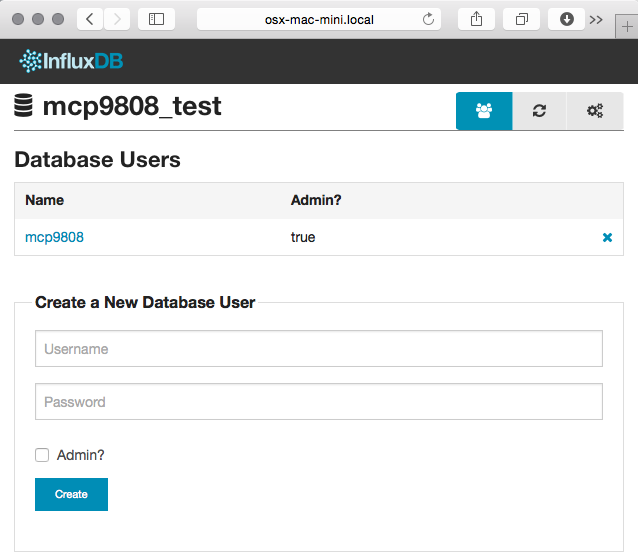 osx-mac-mini.local
InfluxDB
mcp9808_test
Database Users
Name Admin?
mcp9808 true
Create a New Database User
Username
Password
Admin?
Create